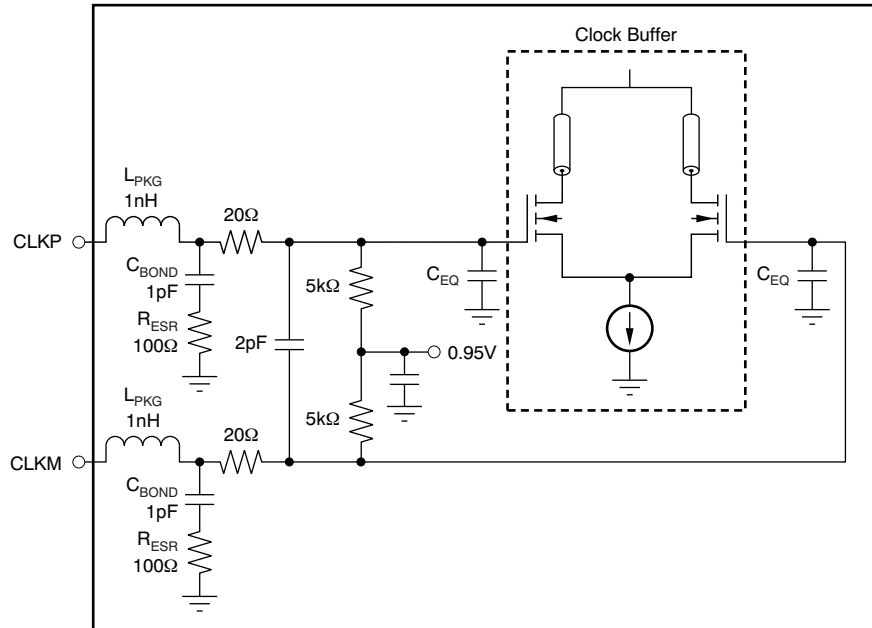 Clock Buffer
LPKG
1nH
20Ω
CLKP
CBOND
1pF
RESR
100Ω
5kΩ
2pF
CEQ
CEQ
0.95V
5kΩ
LPKG
1nH
20Ω
CLKM
CBOND
1pF
RESR
100Ω